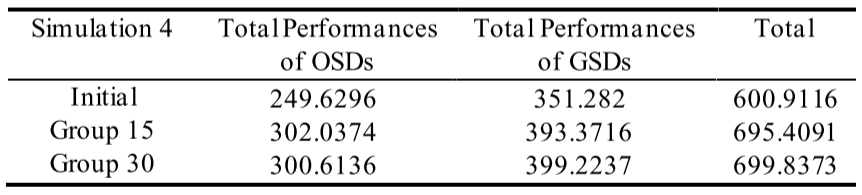 Simulation 4 Total Performances of OSDs Total Performances of GSDs Total
Initial 249.6296 351.282 600.9116
Group 15 302.0374 393.3716 695.4091
Group 30 300.6136 399.2237 699.8373